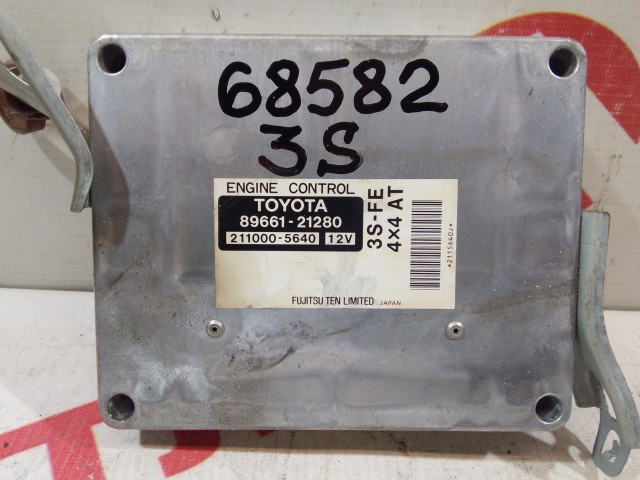 68582
3S
ENGINE CONTROL
TOYOTA
89661-21280
211000-5640 12V
3S-FE
4×4 AT
*2115640J*
FUJITSU TEN LIMITED JAPAN